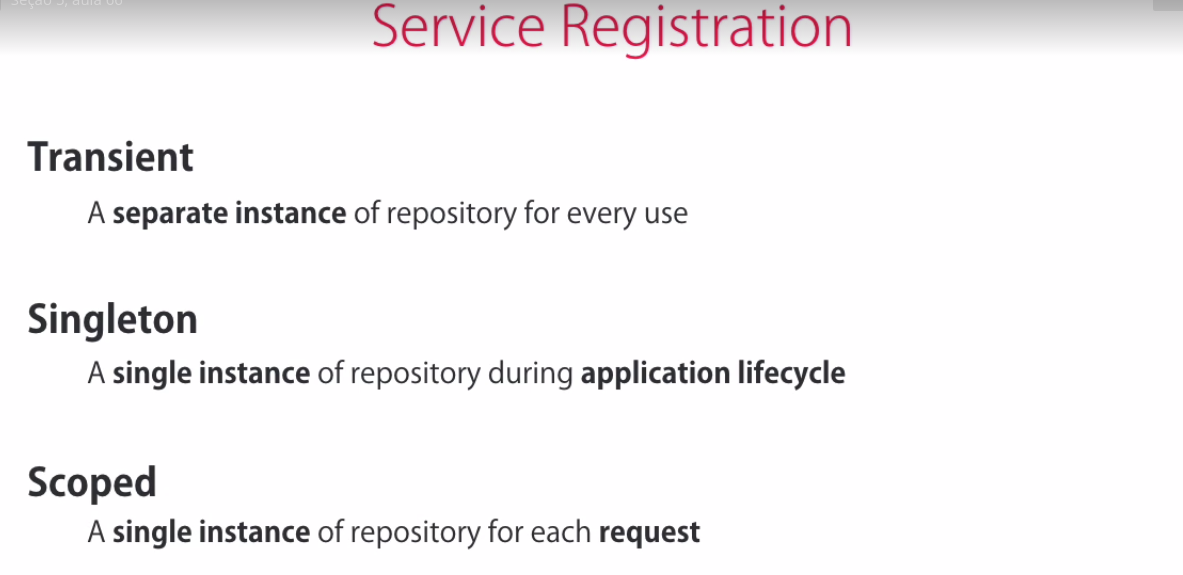 Seção 5, aula 60
Service Registration
Transient
A separate instance of repository for every use
Singleton
A single instance of repository during application lifecycle
Scoped
A single instance of repository for each request